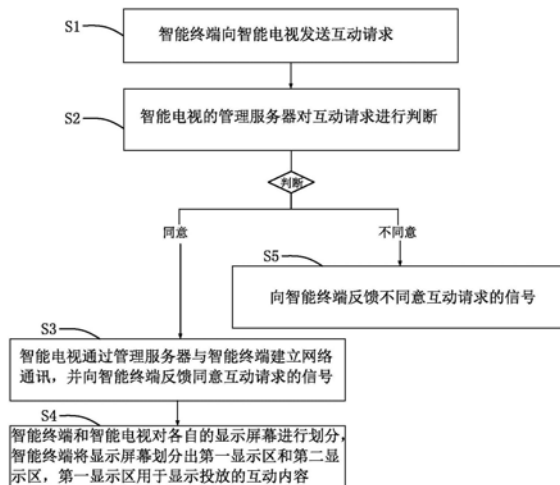 S1
智能终端向智能电视发送互动请求
S2
智能电视的管理服务器对互动请求进行判断
判断
同意
不同意
S5
向智能终端反馈不同意互动请求的信号
S3
智能电视通过管理服务器与智能终端建立网络
通讯，并向智能终端反馈同意互动请求的信号
S4
智能终端和智能电视对各自的显示屏幕进行划分，
智能终端将显示屏幕划分出第一显示区和第二显
示区，第一显示区用于显示投放的互动内容